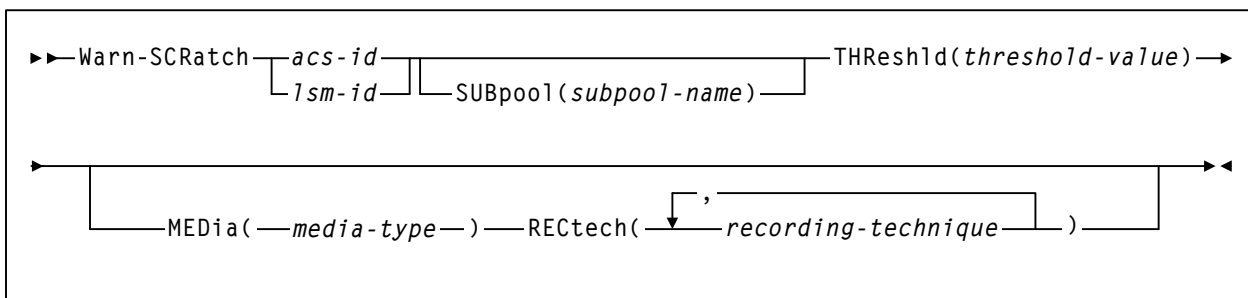 Warn-SCRatch acs-id THReshld(threshold-value)
lsm-id SUBpool(subpool-name)
,
MEDia( media-type ) RECtech( recording-technique )